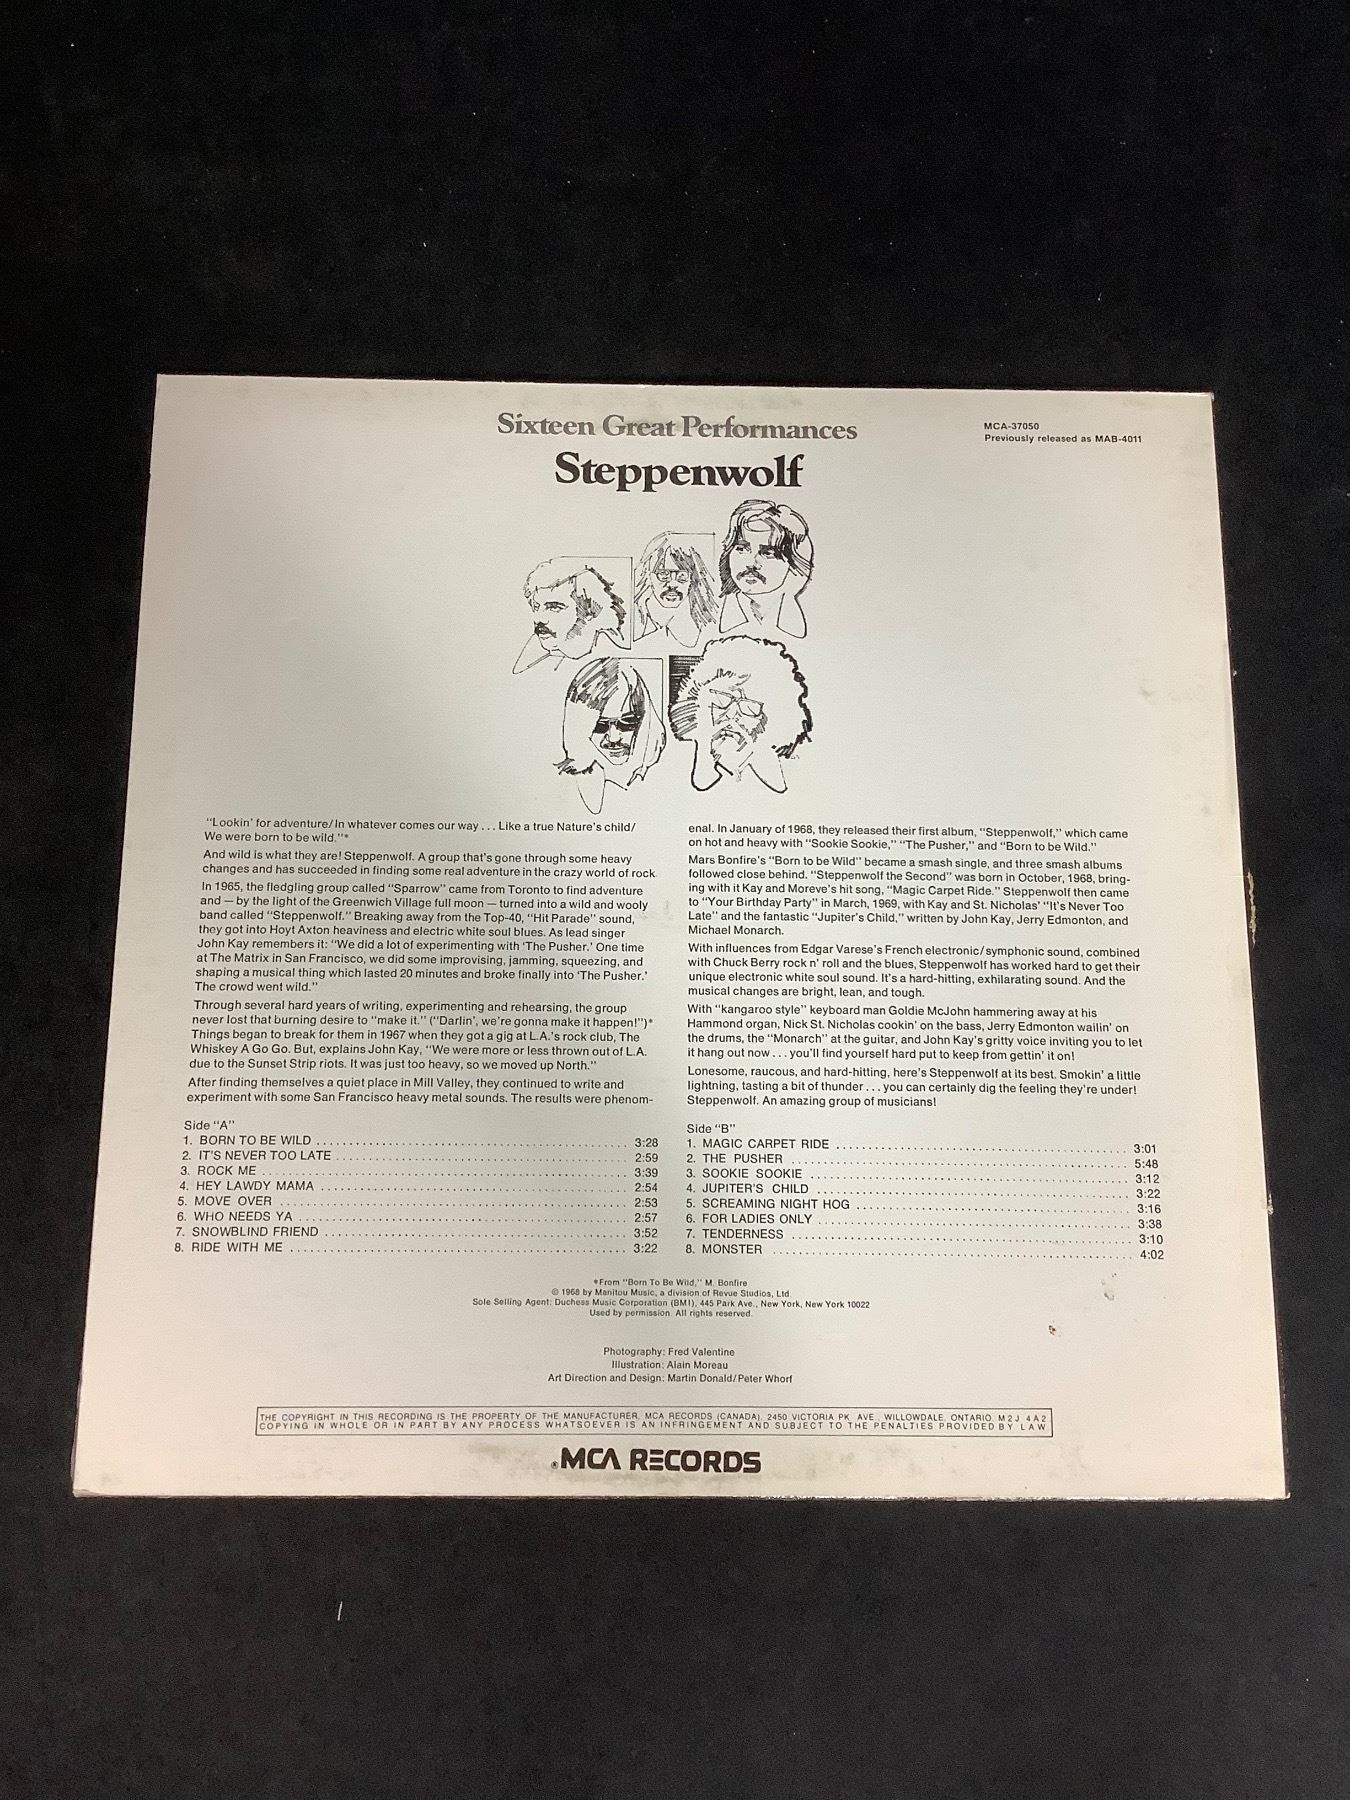 Sixteen Great Performances
Steppenwolf
MCA-37050
Previously released as MAB-4011
"Lookin' for adventure/In whatever comes our way . . . Like a true Nature's child/
We were born to be wild."*
And wild is what they are! Steppenwolf. A group that's gone through some heavy
changes and has succeeded in finding some real adventure in the crazy world of rock.
In 1965, the fledgling group called "Sparrow" came from Toronto to find adventure
and — by the light of the Greenwich Village full moon — turned into a wild and wooly
band called "Steppenwolf." Breaking away from the Top-40, "Hit Parade" sound,
they got into Hoyt Axton heaviness and electric white soul blues. As lead singer
John Kay remembers it: "We did a lot of experimenting with 'The Pusher.' One time
at The Matrix in San Francisco, we did some improvising, jamming, squeezing, and
shaping a musical thing which lasted 20 minutes and broke finally into 'The Pusher.'
The crowd went wild."
Through several hard years of writing, experimenting and rehearsing, the group
never lost that burning desire to "make it." ("Darlin', we're gonna make it happen!")*
Things began to break for them in 1967 when they got a gig at L.A.'s rock club, The
Whiskey A Go Go. But, explains John Kay, "We were more or less thrown out of L.A.
due to the Sunset Strip riots. It was just too heavy, so we moved up North."
After finding themselves a quiet place in Mill Valley, they continued to write and
experiment with some San Francisco heavy metal sounds. The results were phenom-
enal. In January of 1968, they released their first album, "Steppenwolf," which came
on hot and heavy with "Sookie Sookie," "The Pusher," and "Born to be Wild."
Mars Bonfire's "Born to be Wild" became a smash single, and three smash albums
followed close behind. "Steppenwolf the Second" was born in October, 1968, bring-
ing with it Kay and Moreve's hit song, "Magic Carpet Ride." Steppenwolf then came
to "Your Birthday Party" in March, 1969, with Kay and St. Nicholas' "It's Never Too
Late" and the fantastic "Jupiter's Child," written by John Kay, Jerry Edmonton, and
Michael Monarch.
With influences from Edgar Varese's French electronic/symphonic sound, combined
with Chuck Berry rock n' roll and the blues, Steppenwolf has worked hard to get their
unique electronic white soul sound. It's a hard-hitting, exhilarating sound. And the
musical changes are bright, lean, and tough.
With "kangaroo style" keyboard man Goldie McJohn hammering away at his
Hammond organ, Nick St. Nicholas cookin' on the bass, Jerry Edmonton wailin' on
the drums, the "Monarch" at the guitar, and John Kay's gritty voice inviting you to let
it hang out now . . . you'll find yourself hard put to keep from gettin' it on!
Lonesome, raucous, and hard-hitting, here's Steppenwolf at its best. Smokin' a little
lightning, tasting a bit of thunder . . . you can certainly dig the feeling they're under!
Steppenwolf. An amazing group of musicians!
Side "A"
1. BORN TO BE WILD 3:28
2. IT'S NEVER TOO LATE 2:59
3. ROCK ME 3:39
4. HEY LAWDY MAMA 2:54
5. MOVE OVER 2:53
6. WHO NEEDS YA 2:57
7. SNOWBLIND FRIEND 3:52
8. RIDE WITH ME 3:22
Side "B"
1. MAGIC CARPET RIDE 3:01
2. THE PUSHER 5:48
3. SOOKIE SOOKIE 3:12
4. JUPITER'S CHILD 3:22
5. SCREAMING NIGHT HOG 3:16
6. FOR LADIES ONLY 3:38
7. TENDERNESS 3:10
8. MONSTER 4:02
*From "Born To Be Wild," M. Bonfire
© 1968 by Manitou Music, a division of Revue Studios, Ltd.
Sole Selling Agent: Duchess Music Corporation (BMI), 445 Park Ave., New York, New York 10022
Used by permission. All rights reserved.
Photography: Fred Valentine
Illustration: Alain Moreau
Art Direction and Design: Martin Donald/Peter Whorf
THE COPYRIGHT IN THIS RECORDING IS THE PROPERTY OF THE MANUFACTURER, MCA RECORDS (CANADA), 2450 VICTORIA PK. AVE., WILLOWDALE, ONTARIO. M2J 4A2
COPYING IN WHOLE OR IN PART BY ANY PROCESS WHATSOEVER IS AN INFRINGEMENT AND SUBJECT TO THE PENALTIES PROVIDED BY LAW
®MCA RECORDS